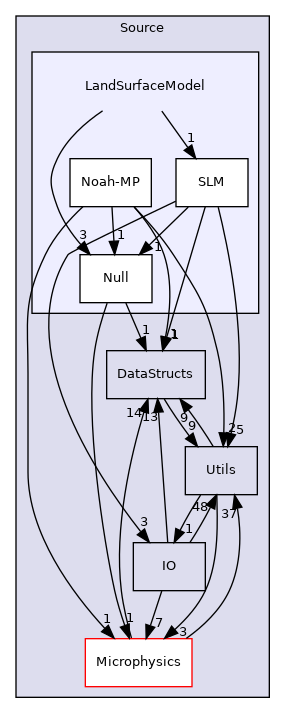 Source
LandSurfaceModel
1
Noah-MP
SLM
3
1
1
Null
1
1
1
DataStructs
14
13
9
9
25
Utils
48
1
37
3
IO
1
1
7
3
Microphysics